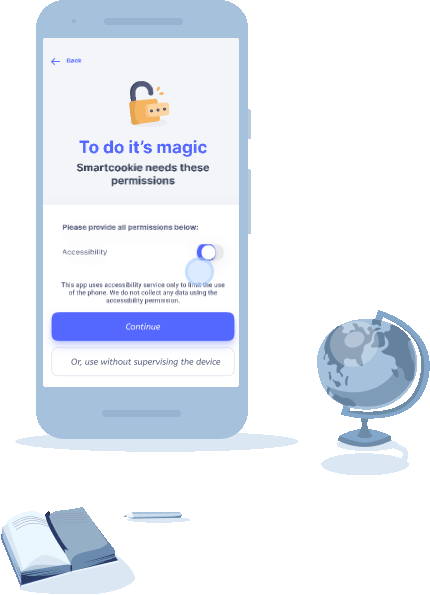 Back
To do it's magic
Smartcookie needs these
permissions
Please provide all permissions below:
Accessibility
This app uses accessibility service only to limit the use
of the phone. We do not collect any data using the
accessibility permission.
Continue
Or, use without supervising the device